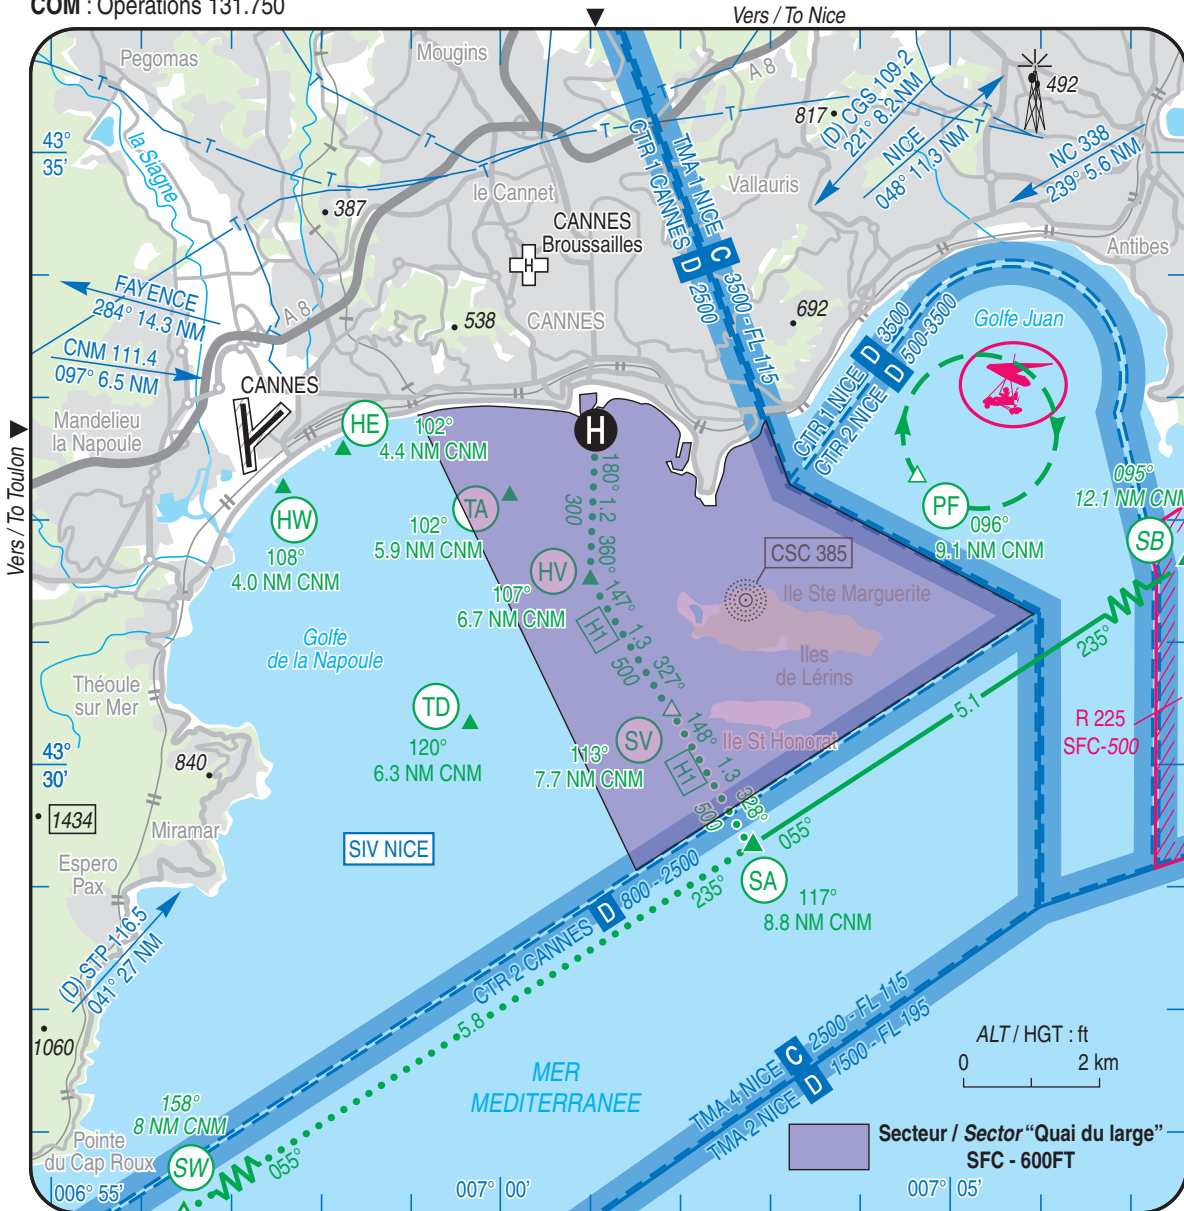 COM : Opérations 131.750
Vers / To Nice
Pegomas
Mougins
A 8
(D) CGS 109.2
221° 8.2 NM
492
817
NICE
048° 11.3 NM
NC 338
239° 5.6 NM
43°
35'
la Siagne
T
T
T
T
T
T
T
T
T
le Cannet
Vallauris
387
CANNES
Broussailles
H
Antibes
CTR 1 CANNES D 2500
TMA 1 NICE C 3500 - FL 115
FAYENCE
284° 14.3 NM
A 8
538
CANNES
692
Golfe Juan
CTR1 NICE D 3500
CTR 2 NICE D 500-3500
CNM 111.4
097° 6.5 NM
CANNES
Mandelieu
la Napoule
Vers / To Toulon
HE
102°
4.4 NM CNM
H
HW
108°
4.0 NM CNM
TA
102°
5.9 NM CNM
180° 1.2 360°
300
PF
096°
9.1 NM CNM
095°
12.1 NM CNM
SB
CSC 385
HV
107°
6.7 NM CNM
147° 1.3 327°
H1
500
Ile Ste Marguerite
Iles
de Lérins
Golfe
de la Napoule
235°
Théoule
sur Mer
TD
120°
6.3 NM CNM
SV
113°
7.7 NM CNM
148° 1.3 328°
H1
500
Ile St Honorat
5.1
R 225
SFC-500
43°
30'
840
1434
Miramar
SIV NICE
Espero
Pax
055°
SA
117°
8.8 NM CNM
235°
CTR 2 CANNES D 800 - 2500
(D) STP 116.5
041° 27 NM
5.8
1060
MER
MEDITERRANEE
TMA 4 NICE C 2500 - FL 115
TMA 2 NICE D 1500 - FL 195
ALT / HGT : ft
0 2 km
158°
8 NM CNM
SW
055°
Pointe
du Cap Roux
Secteur / Sector “Quai du large”
SFC - 600FT
006° 55'
007° 00'
007° 05'